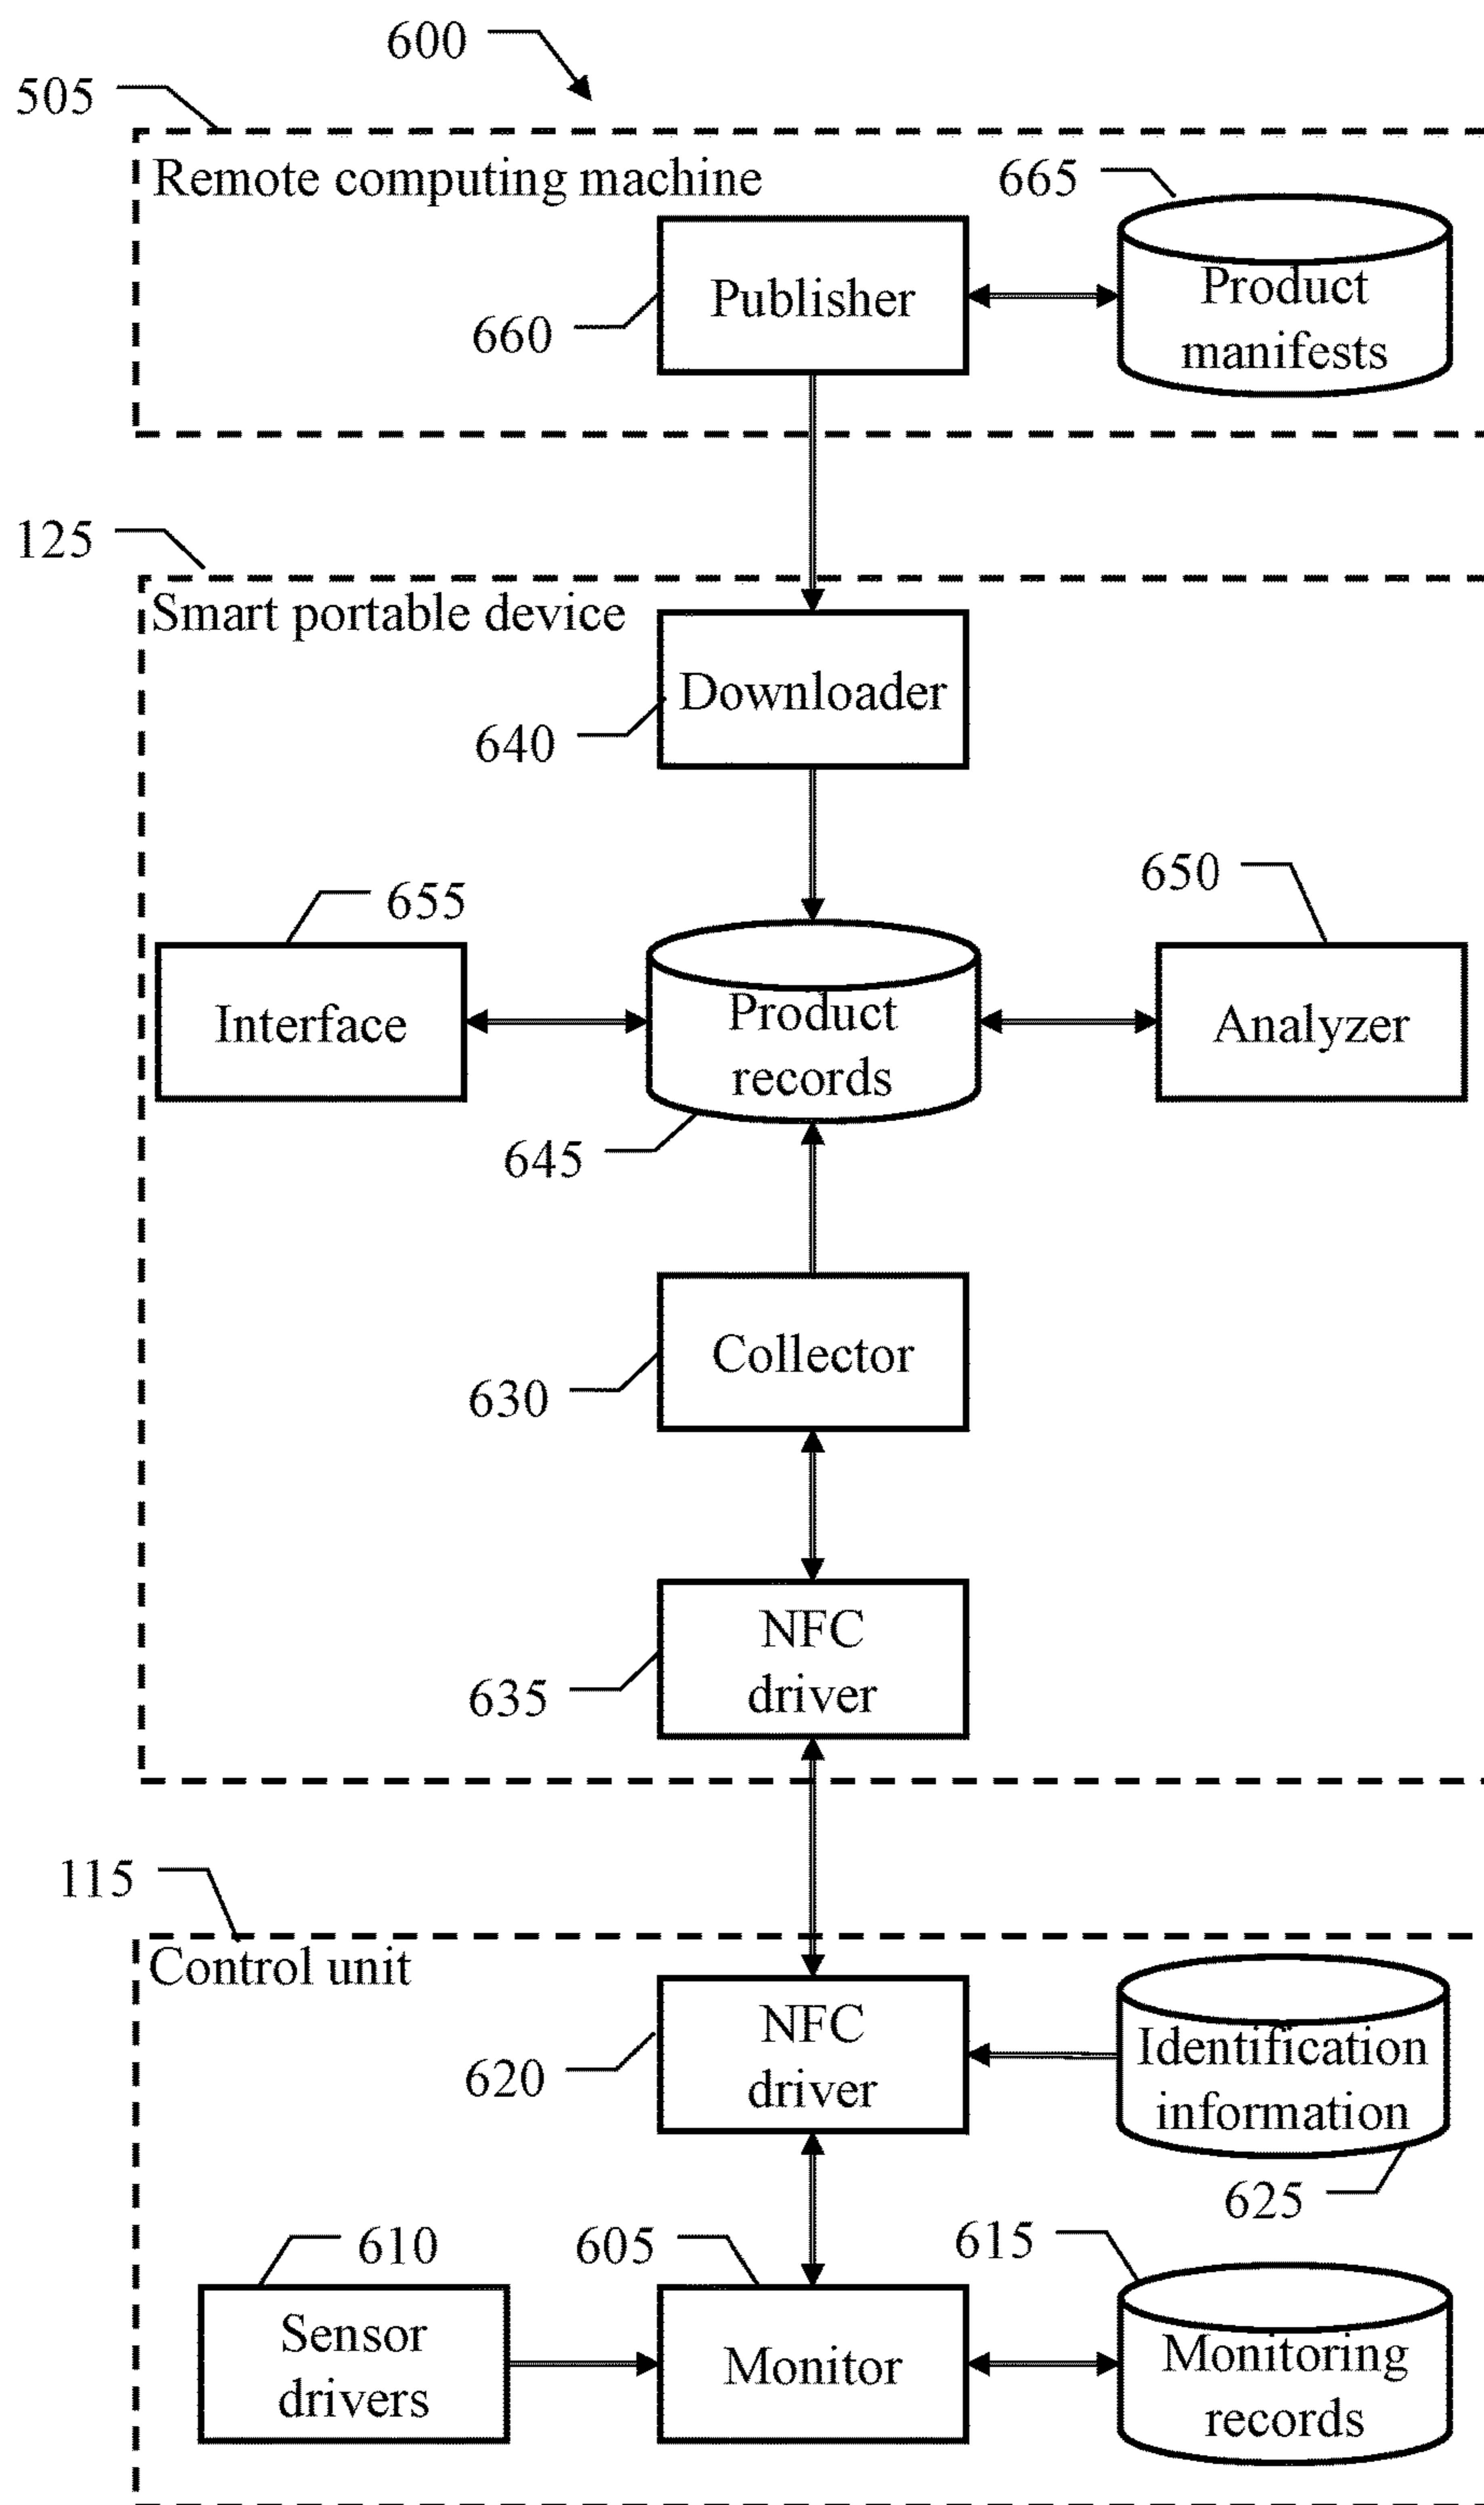 600
505
Remote computing machine
665
Publisher
Product
manifests
660
125
Smart portable device
Downloader
640
650
655
Interface
Product
records
Analyzer
645
Collector
630
NFC
driver
635
115
Control unit
NFC
driver
620
Identification
information
625
610
605
615
Sensor
drivers
Monitor
Monitoring
records